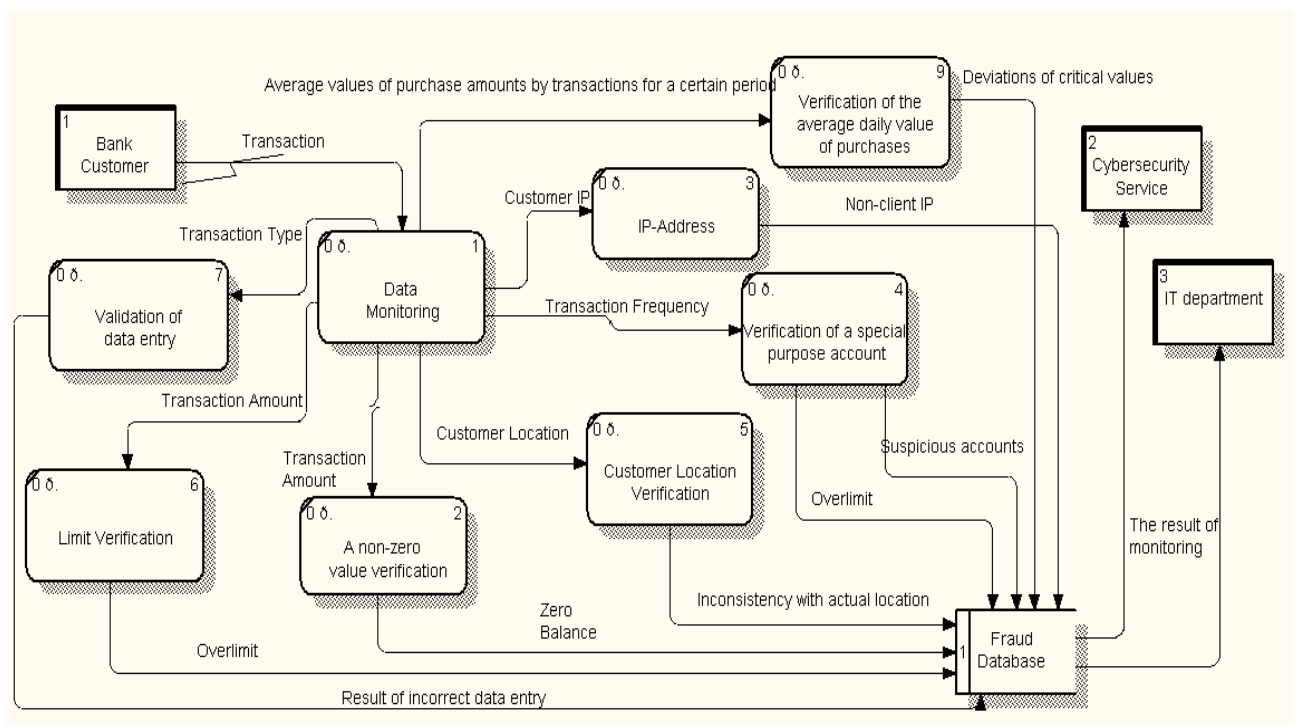 Average values of purchase amounts by transactions for a certain period
0 ð.
9
Verification of the
average daily value
of purchases
Deviations of critical values
1
Bank
Customer
Transaction
2
Cybersecurity
Service
Customer IP
0 ð.
3
IP-Address
Non-client IP
Transaction Type
0 ð.
1
Data
Monitoring
0 ð.
7
Validation of
data entry
Transaction Frequency
0 ð.
4
Verification of a special
purpose account
3
IT department
Transaction Amount
Customer Location
0 ð.
5
Customer Location
Verification
Suspicious accounts
Overlimit
Transaction
Amount
0 ð.
6
Limit Verification
0 ð.
2
A non-zero
value verification
The result of
monitoring
Inconsistency with actual location
Zero
Balance
1
Fraud
Database
Overlimit
Result of incorrect data entry